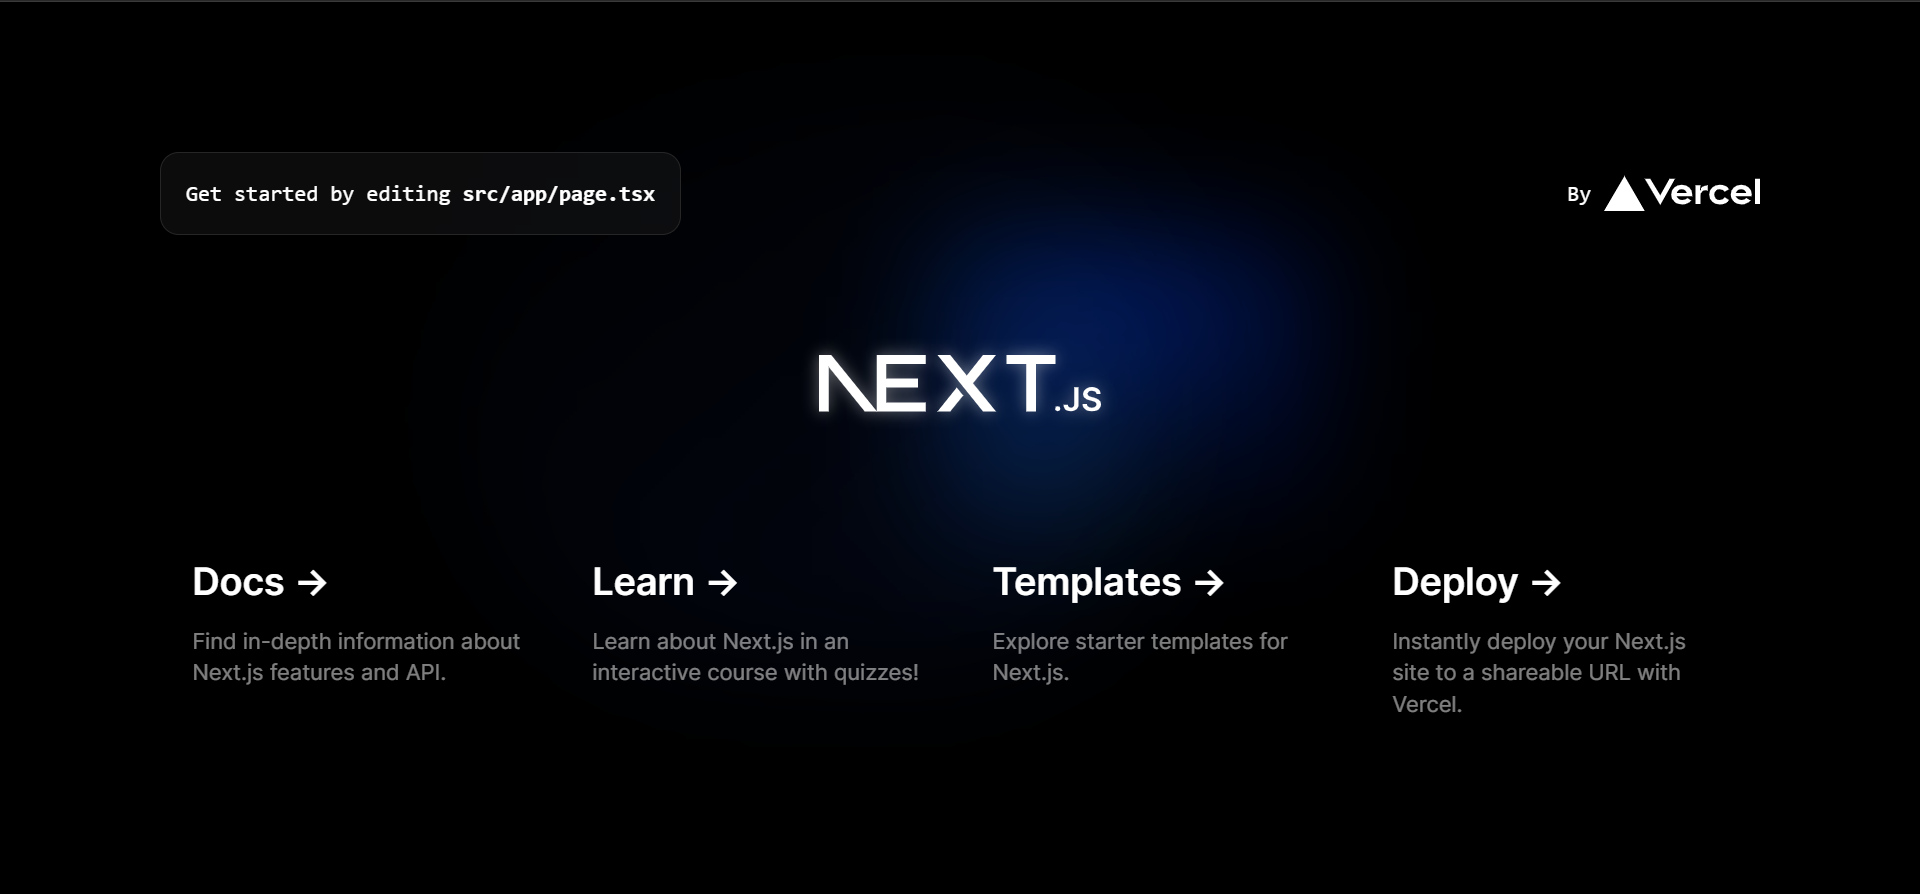 Get started by editing src/app/page.tsx
By Vercel
NEXT.JS
Docs →
Find in-depth information about
Next.js features and API.
Learn →
Learn about Next.js in an
interactive course with quizzes!
Templates →
Explore starter templates for
Next.js.
Deploy →
Instantly deploy your Next.js
site to a shareable URL with
Vercel.